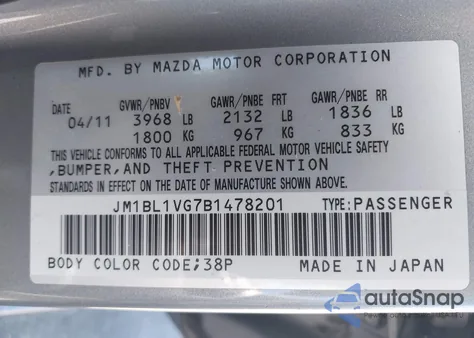 MFD. BY MAZDA MOTOR CORPORATION
DATE GVWR/PNBV GAWR/PNBE FRT GAWR/PNBE RR
04/11 3968 LB 2132 LB 1836 LB
1800 KG 967 KG 833 KG
THIS VEHICLE CONFORMS TO ALL APPLICABLE FEDERAL MOTOR VEHICLE SAFETY
,BUMPER,AND THEFT PREVENTION
STANDARDS IN EFFECT ON THE DATE OF MANUFACTURE SHOWN ABOVE.
JM1BL1VG7B1478201 TYPE:PASSENGER
BODY COLOR CODE;38P MADE IN JAPAN
autoSnap